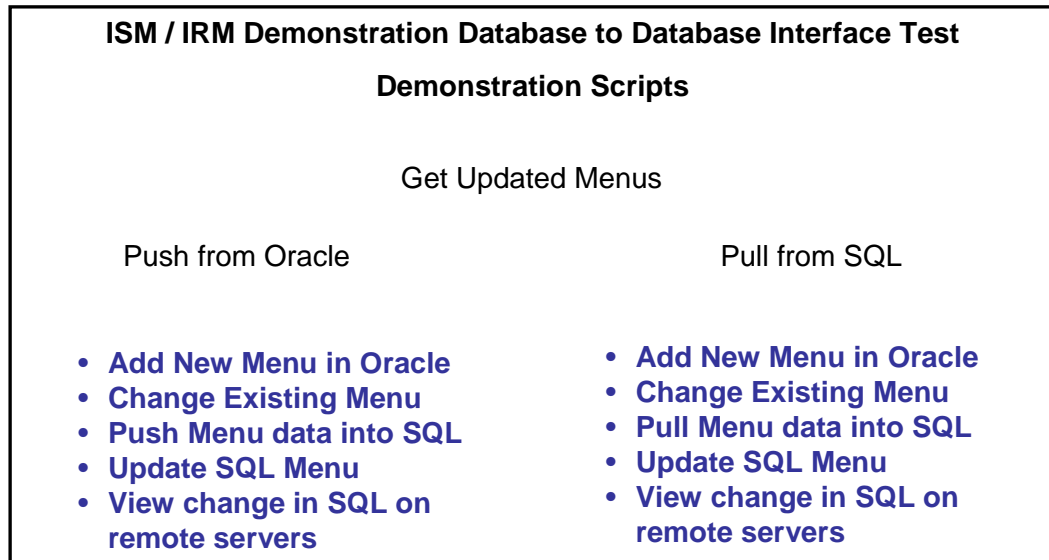 ISM / IRM Demonstration Database to Database Interface Test
Demonstration Scripts
Get Updated Menus
Push from Oracle
• Add New Menu in Oracle
• Change Existing Menu
• Push Menu data into SQL
• Update SQL Menu
• View change in SQL on
remote servers
Pull from SQL
• Add New Menu in Oracle
• Change Existing Menu
• Pull Menu data into SQL
• Update SQL Menu
• View change in SQL on
remote servers